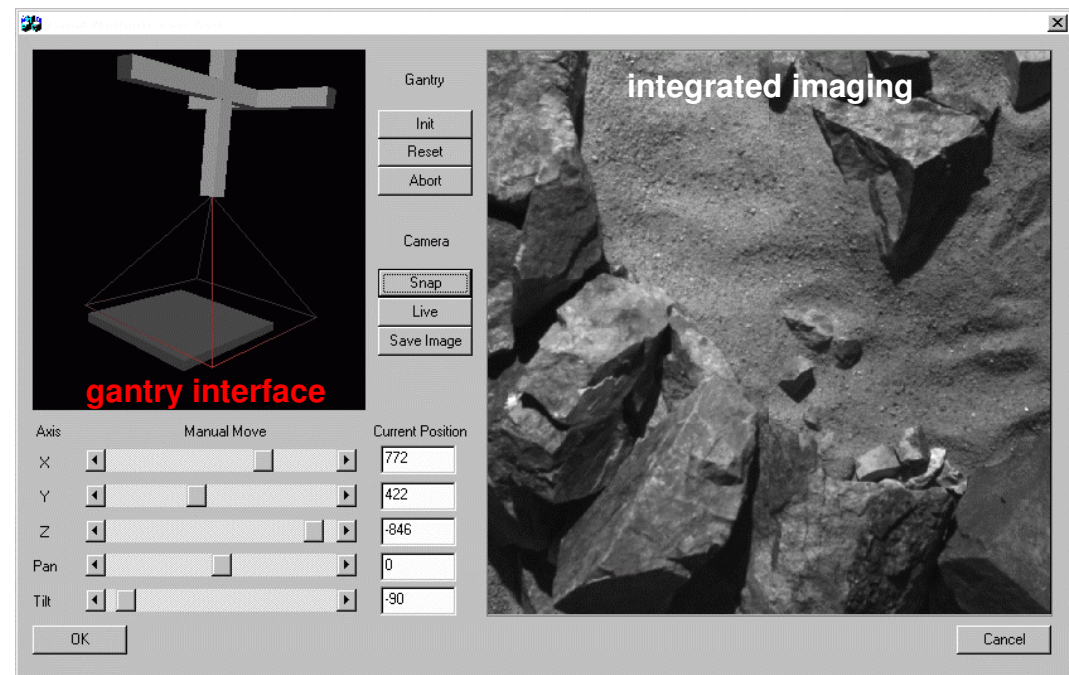 integrated imaging
Gantry
Init
Reset
Abort
Camera
Snap
Live
Save Image
gantry interface
Axis Manual Move Current Position
X 772
Y 422
Z -846
Pan 0
Tilt -90
OK Cancel